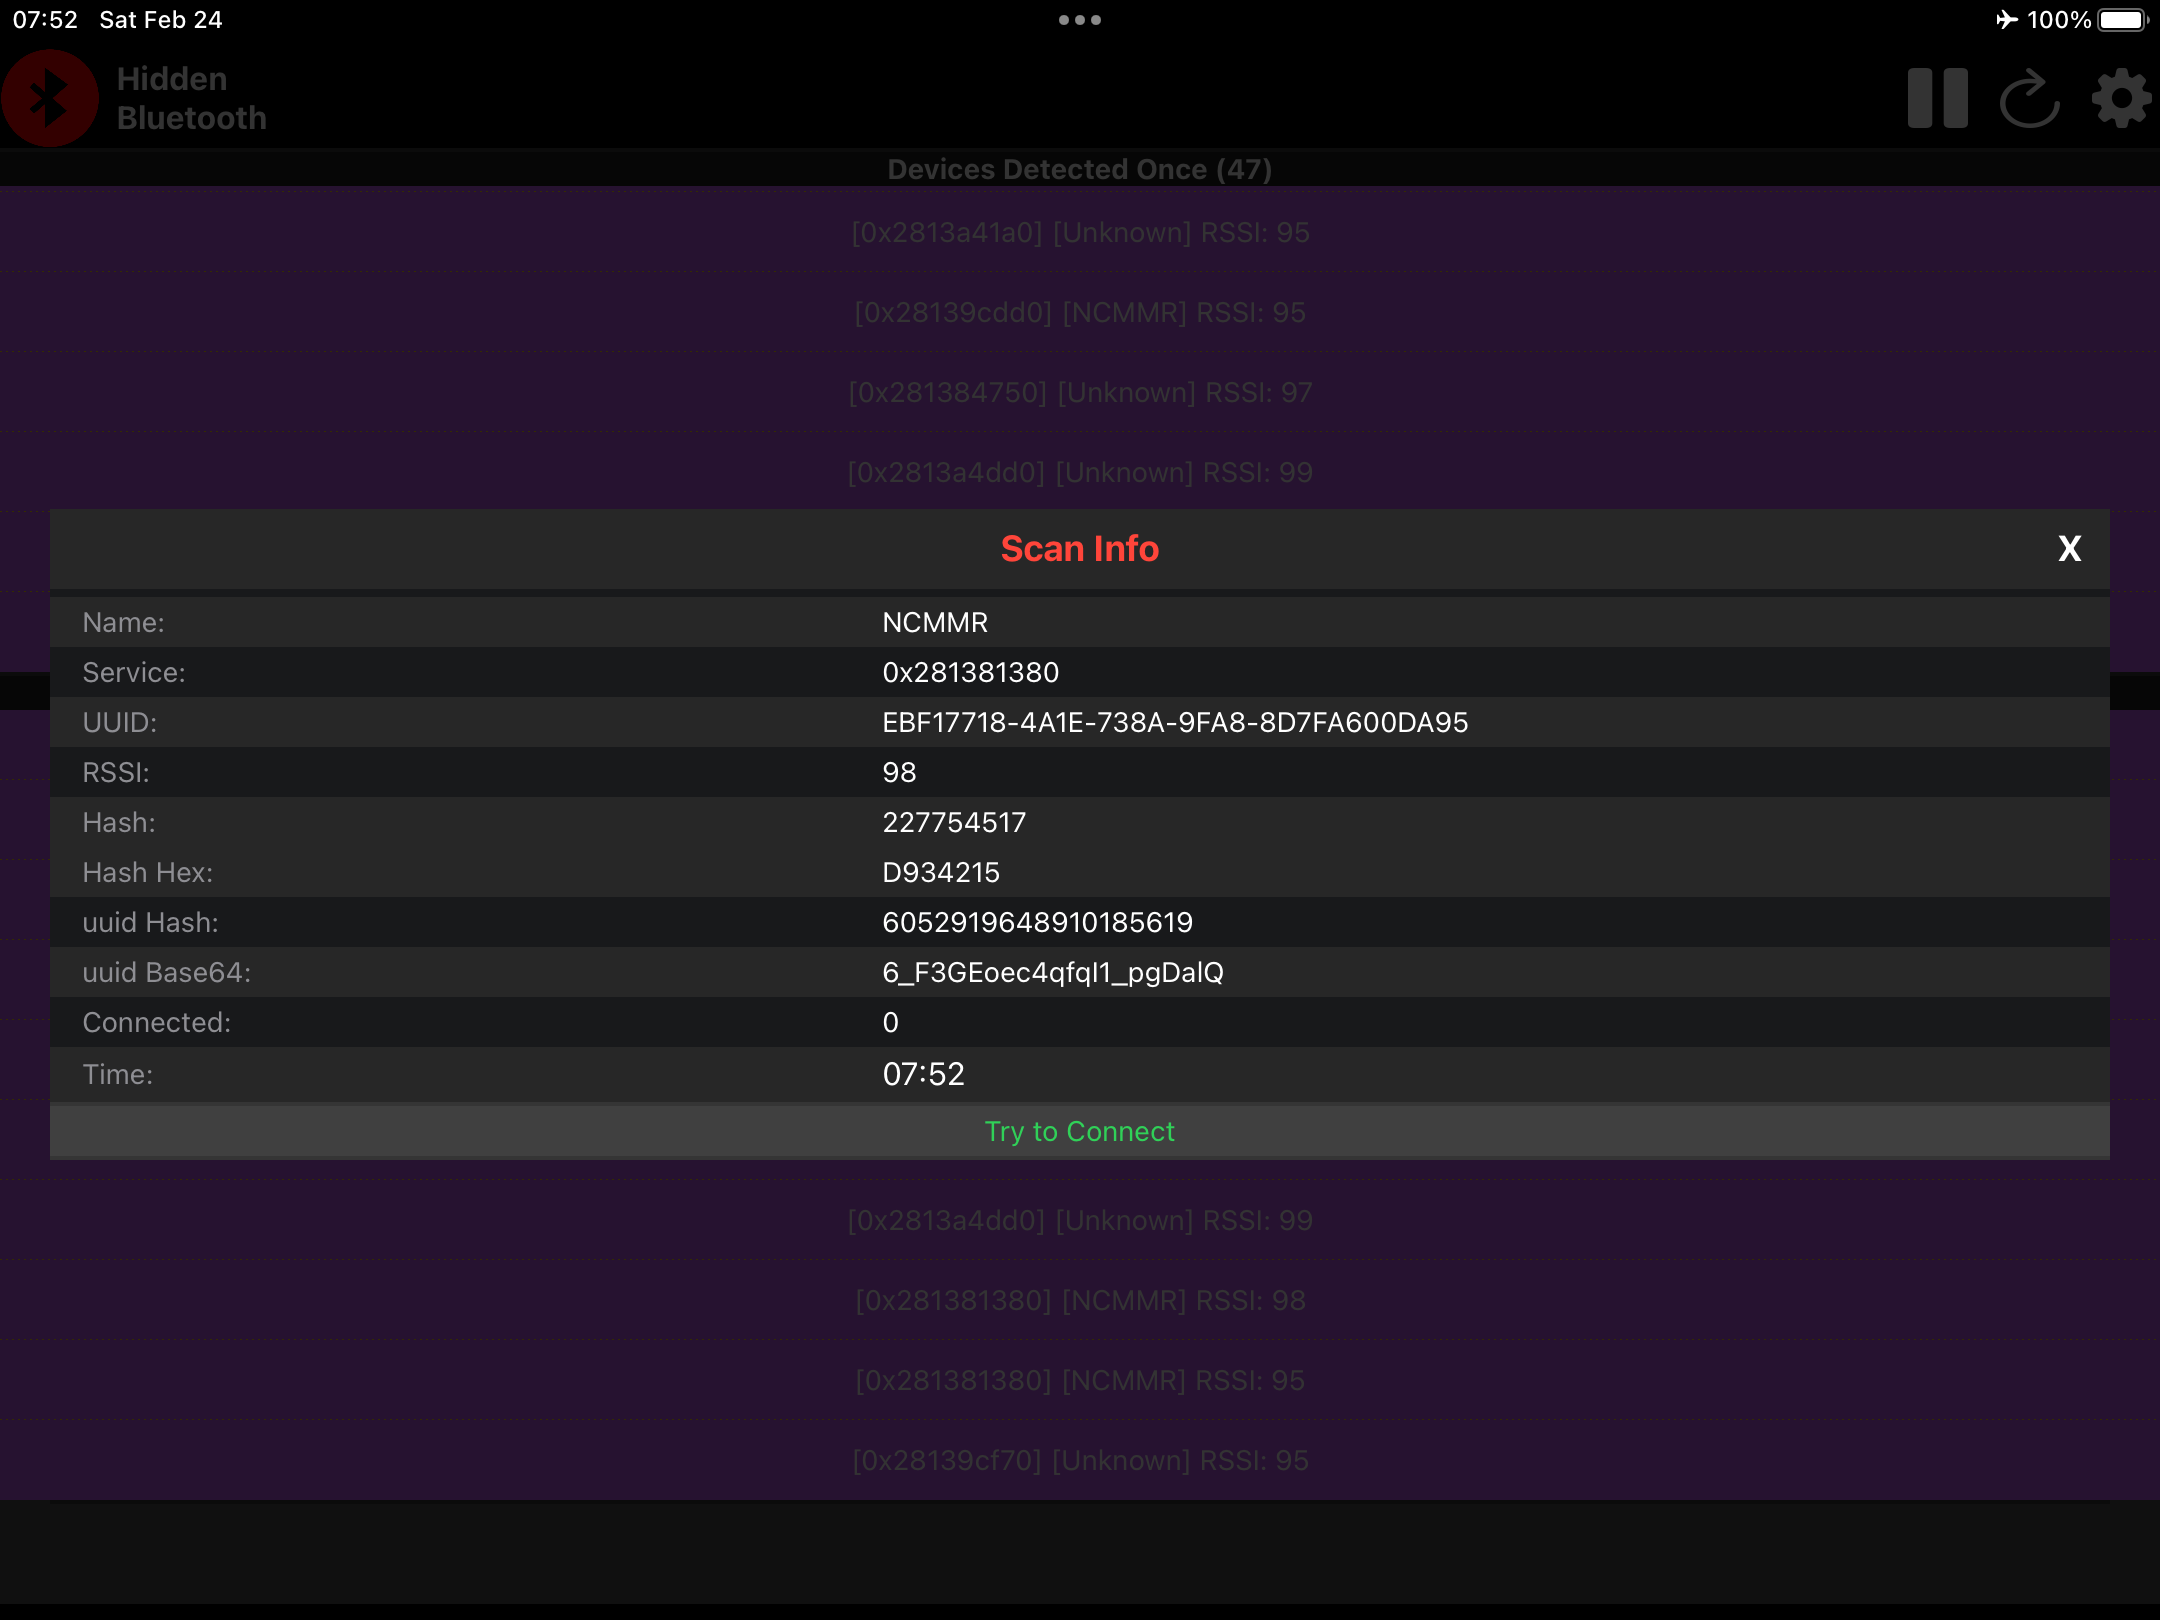 07:52 Sat Feb 24
100%
Hidden
Bluetooth
Devices Detected Once (47)
[0x2813a41a0] [Unknown] RSSI: 95
[0x28139cdd0] [NCMMR] RSSI: 95
[0x281384750] [Unknown] RSSI: 97
[0x2813a4dd0] [Unknown] RSSI: 99
Scan Info
X
Name: NCMMR
Service: 0x281381380
UUID: EBF17718-4A1E-738A-9FA8-8D7FA600DA95
RSSI: 98
Hash: 227754517
Hash Hex: D934215
uuid Hash: 6052919648910185619
uuid Base64: 6_F3GEoec4qfqI1_pgDalQ
Connected: 0
Time: 07:52
Try to Connect
[0x2813a4dd0] [Unknown] RSSI: 99
[0x281381380] [NCMMR] RSSI: 98
[0x281381380] [NCMMR] RSSI: 95
[0x28139cf70] [Unknown] RSSI: 95